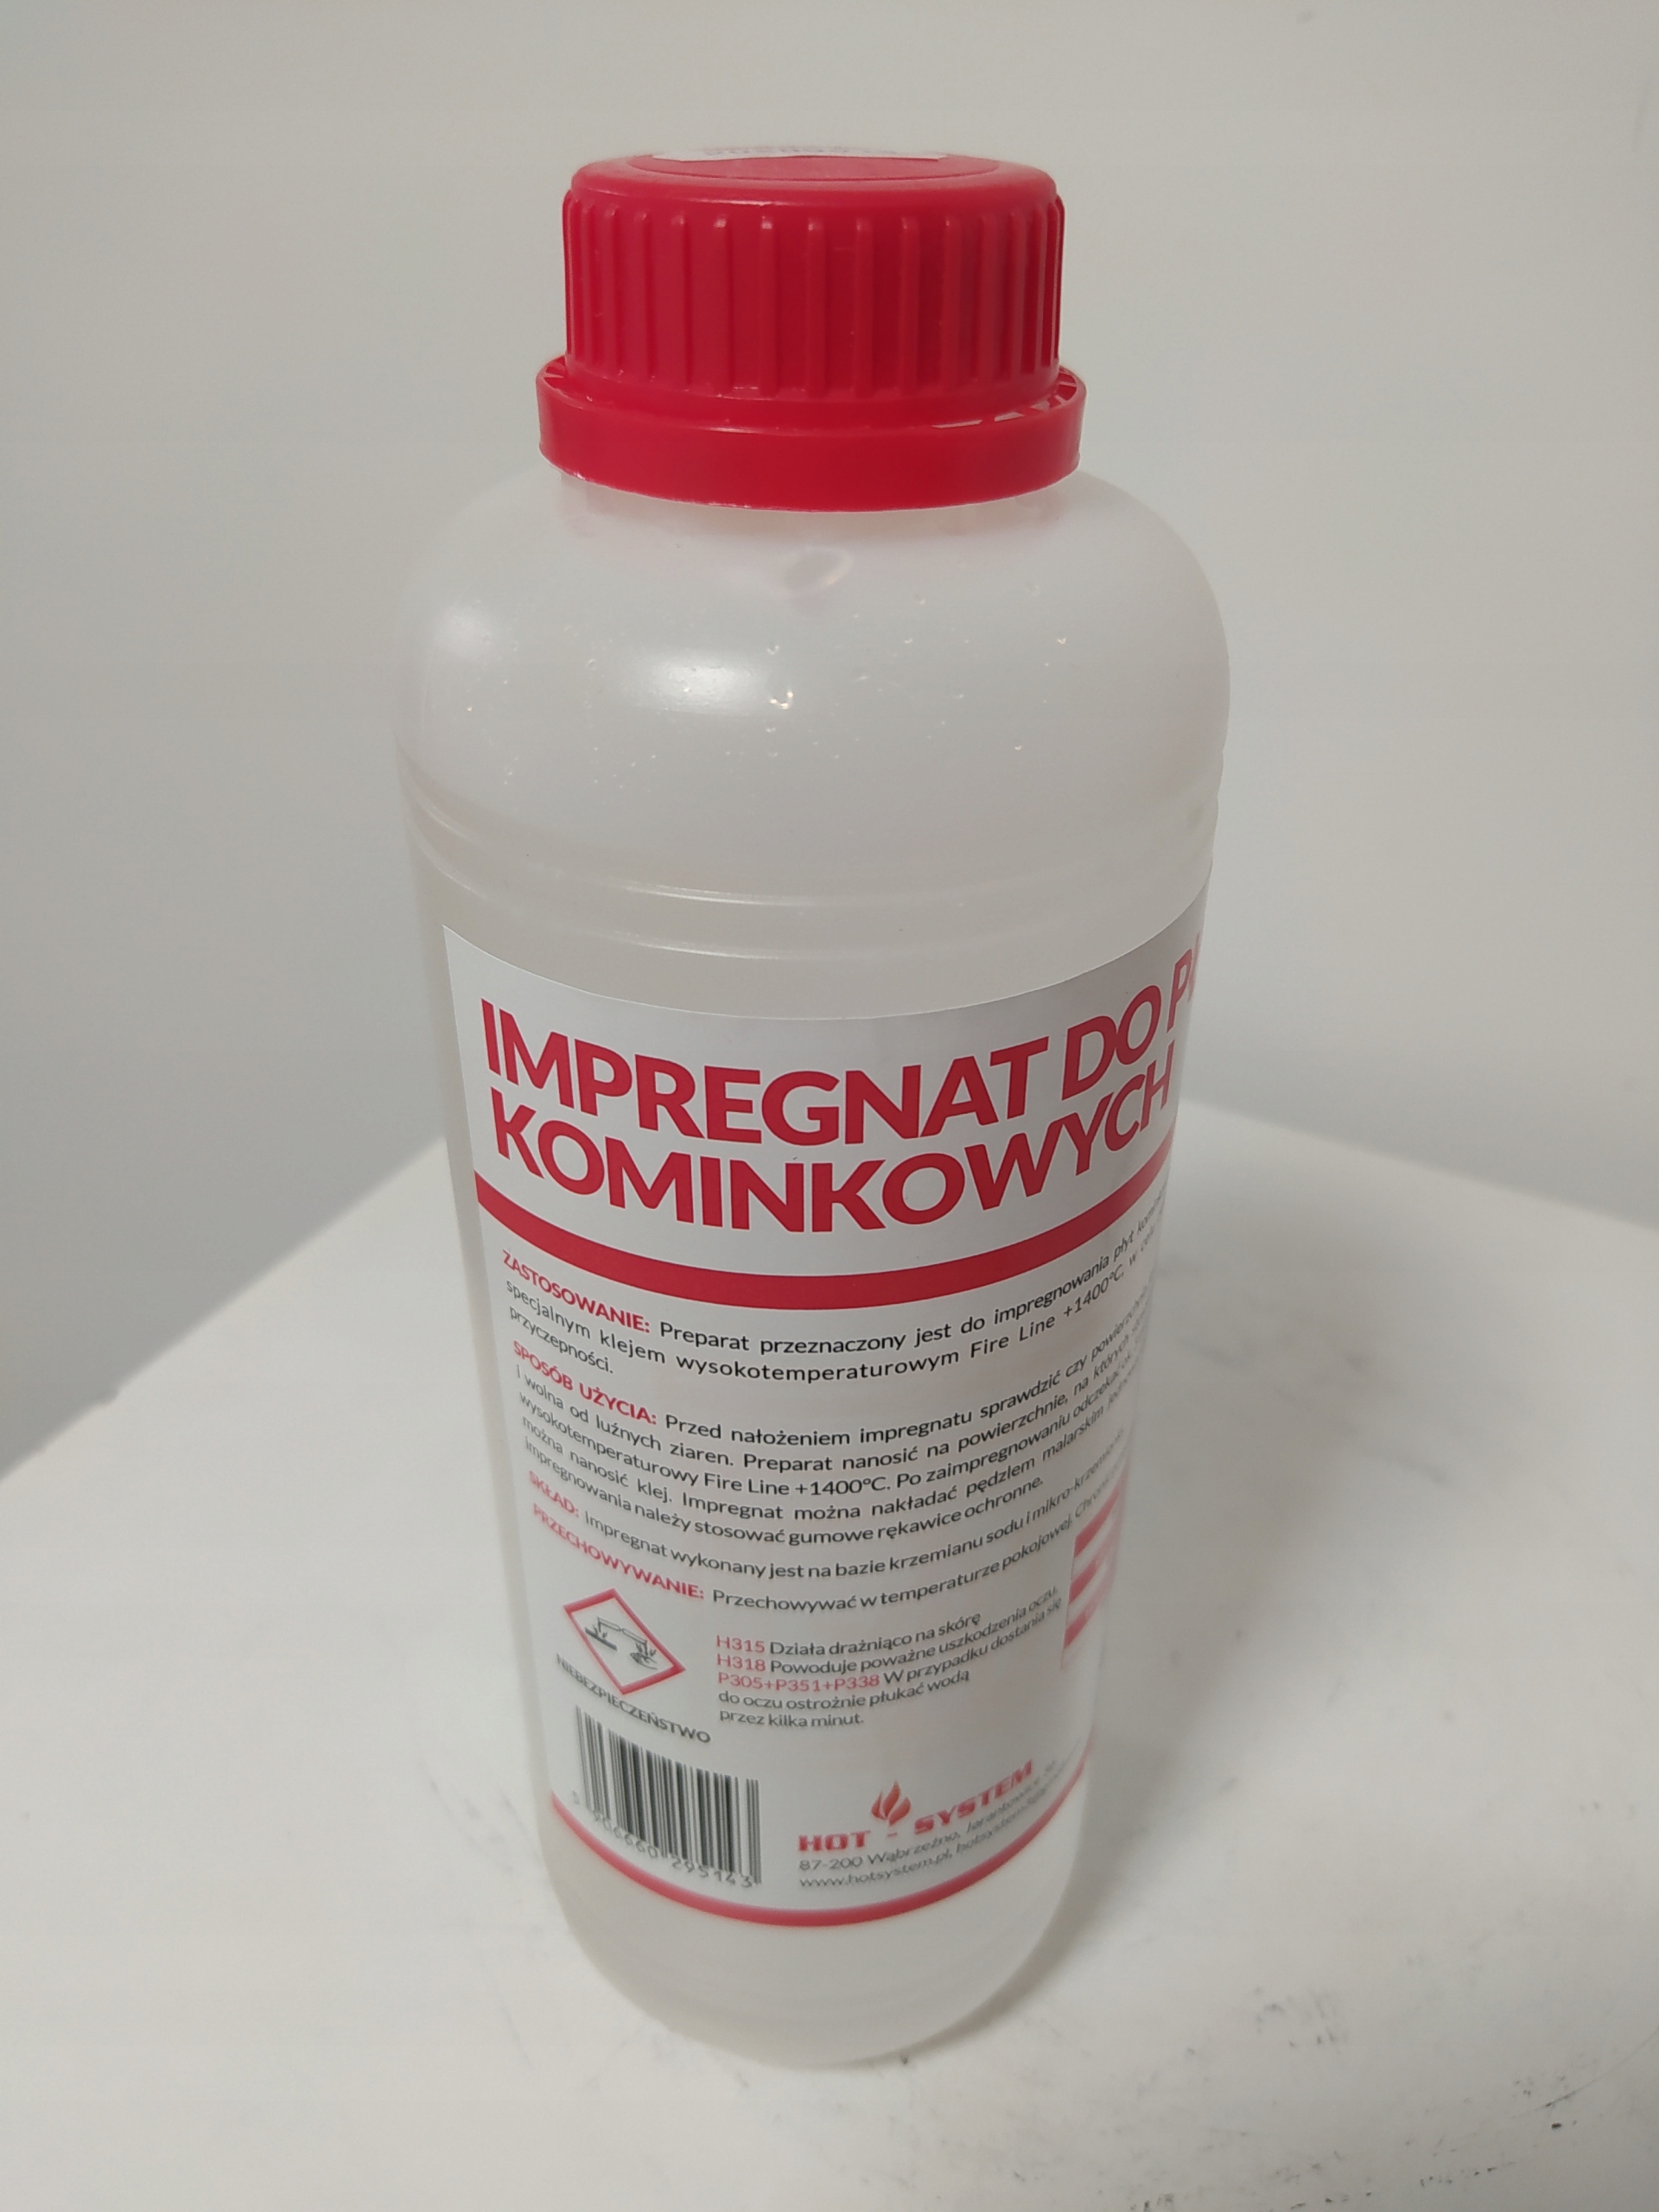 IMPREGNAT DO
KOMINKOWYCH
ZASTOSOWANIE: Preparat przeznaczony jest do impregnowania płyt
specjalnym klejem wysokotemperaturowym Fire Line +1400°C, w celu
przyczepności.
SPOSÓB UŻYCIA: Przed nałożeniem impregnatu sprawdzić czy
i wolna od luźnych ziaren. Preparat nanosić na powierzchnie, na których
wysokotemperaturowy Fire Line +1400°C. Po zaimpregnowaniu odczekać
można nanosić klej. Impregnat można nakładać pędzlem malarskim
impregnowania należy stosować gumowe rękawice ochronne.
SKŁAD: Impregnat wykonany jest na bazie krzemianu sodu i
PRZECHOWYWANIE: Przechowywać w temperaturze pokojowej.
NIEBEZPIECZEŃSTWO
H315 Działa drażniąco na skórę
H318 Powoduje poważne uszkodzenia oczu.
P305+P351+P338 W przypadku dostania się
do oczu ostrożnie płukać wodą
przez kilka minut.
5 906660 295143
HOT - SYSTEM
87-200 Wąbrzeźno,
www.hotsystem.pl,